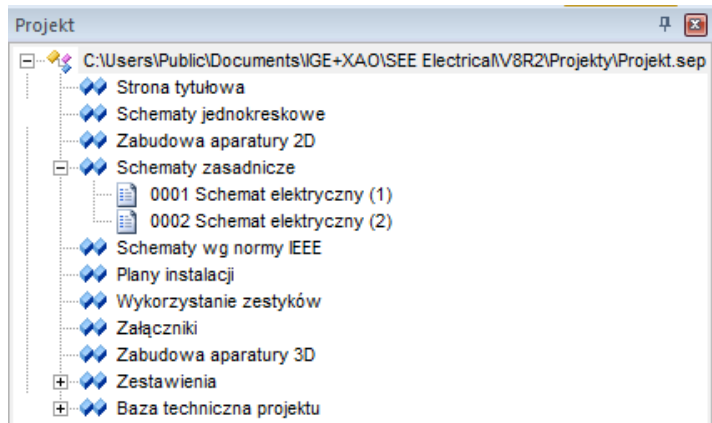 Projekt
C:\Users\Public\Documents\IGE+XAO\SEE Electrical\V8R2\Projekty\Projekt.sep
Strona tytułowa
Schematy jednokreskowe
Zabudowa aparatury 2D
Schematy zasadnicze
0001 Schemat elektryczny (1)
0002 Schemat elektryczny (2)
Schematy wg normy IEEE
Plany instalacji
Wykorzystanie zestyków
Załączniki
Zabudowa aparatury 3D
Zestawienia
Baza techniczna projektu